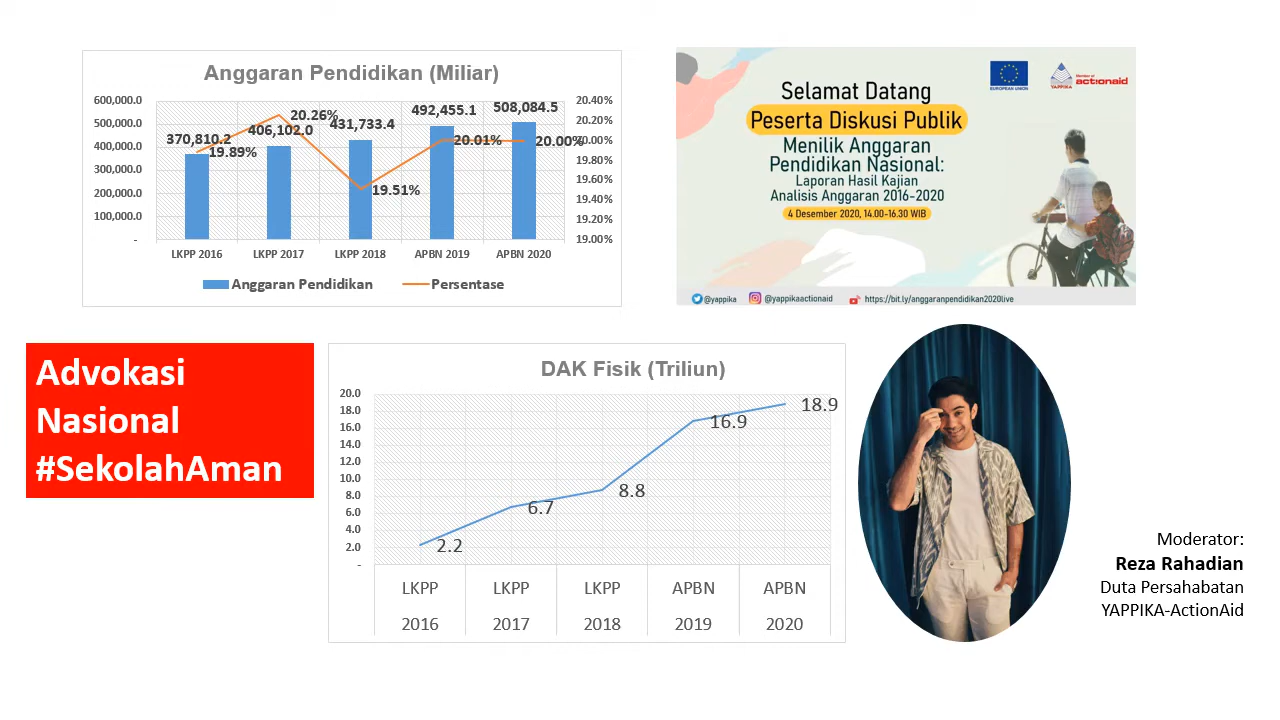 Anggaran Pendidikan (Miliar)
600,000.0
500,000.0
400,000.0
300,000.0
200,000.0
100,000.0
-
370,810.2
406,102.0
431,733.4
492,455.1
508,084.5
19.89%
20.26%
19.51%
20.01%
20.00%
20.40%
20.20%
20.00%
19.80%
19.60%
19.40%
19.20%
19.00%
LKPP 2016
LKPP 2017
LKPP 2018
APBN 2019
APBN 2020
Anggaran Pendidikan
Persentase
EUROPEAN UNION
YAPPIKA
Member of
act!onaid
Selamat Datang
Peserta Diskusi Publik
Menilik Anggaran
Pendidikan Nasional:
Laporan Hasil Kajian
Analisis Anggaran 2016-2020
4 Desember 2020, 14.00-16.30 WIB
@yappika
@yappikaactionaid
https://bit.ly/anggaranpendidikan2020live
Advokasi
Nasional
#SekolahAman
DAK Fisik (Triliun)
20.0
18.0
16.0
14.0
12.0
10.0
8.0
6.0
4.0
2.0
-
2.2
6.7
8.8
16.9
18.9
LKPP LKPP LKPP APBN APBN
2016 2017 2018 2019 2020
Moderator:
Reza Rahadian
Duta Persahabatan
YAPPIKA-ActionAid